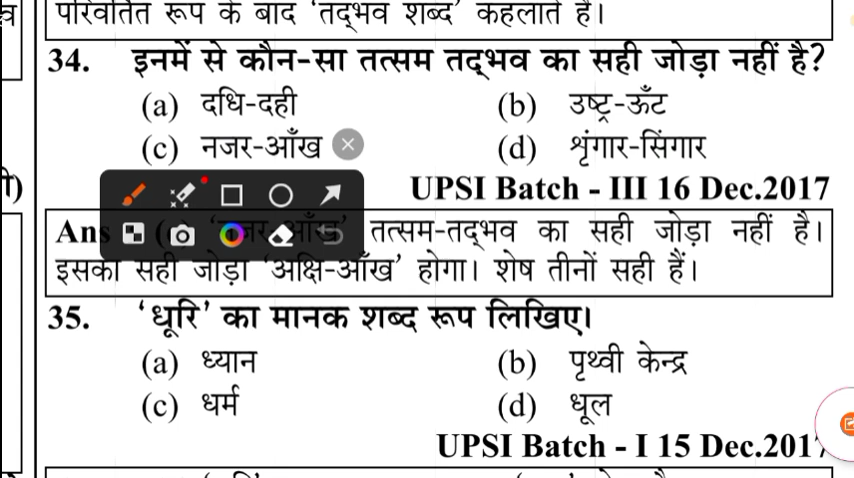 परिवर्तित रूप के बाद 'तद्भव शब्द' कहलाते हैं।
34. इनमें से कौन-सा तत्सम तद्भव का सही जोड़ा नहीं है?
(a) दधि-दही (b) उष्ट्र-ऊँट
(c) नजर-आँख (d) शृंगार-सिंगार
UPSI Batch - III 16 Dec.2017
Ans तत्सम-तद्भव का सही जोड़ा नहीं है।
इसका सही जोड़ा 'अक्षि-आँख' होगा। शेष तीनों सही हैं।
35. 'धूरि' का मानक शब्द रूप लिखिए।
(a) ध्यान (b) पृथ्वी केन्द्र
(c) धर्म (d) धूल
UPSI Batch - I 15 Dec.2017